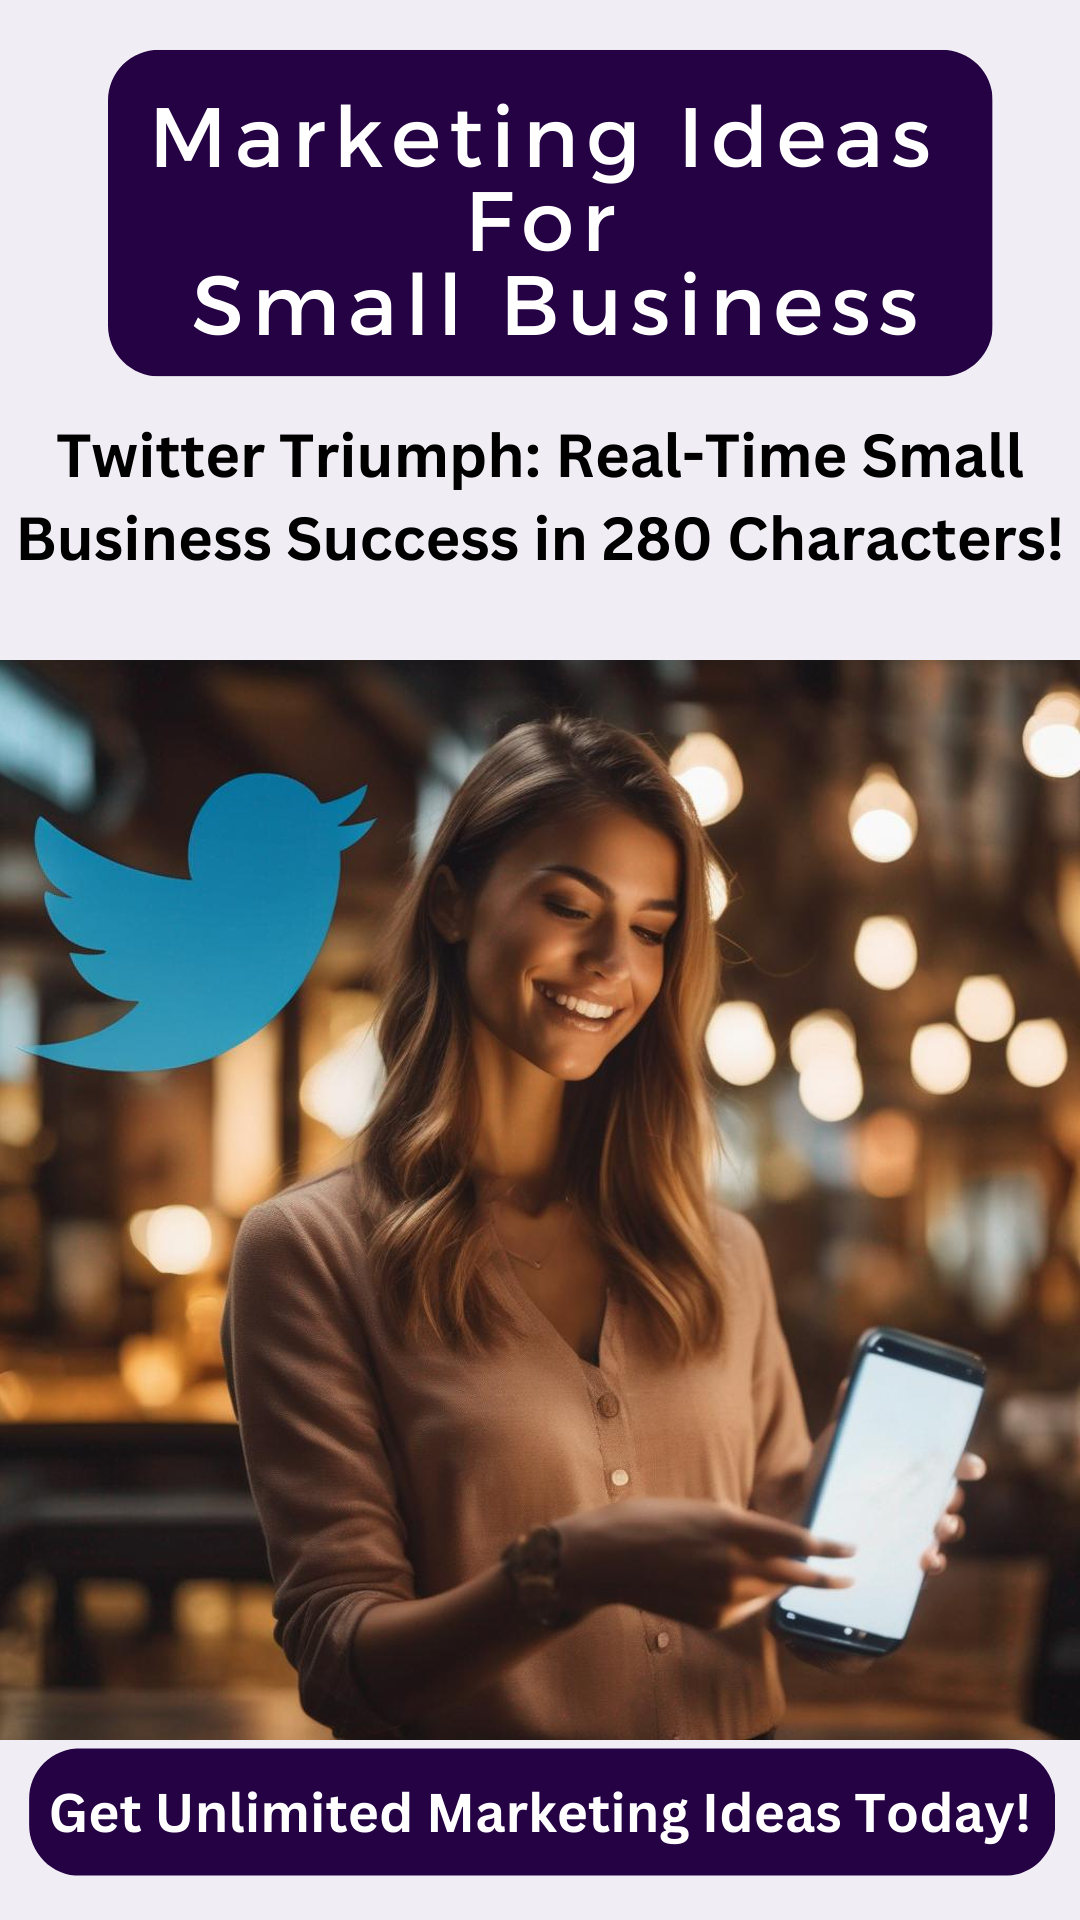 Marketing Ideas
For
Small Business
Twitter Triumph: Real-Time Small
Business Success in 280 Characters!
Get Unlimited Marketing Ideas Today!